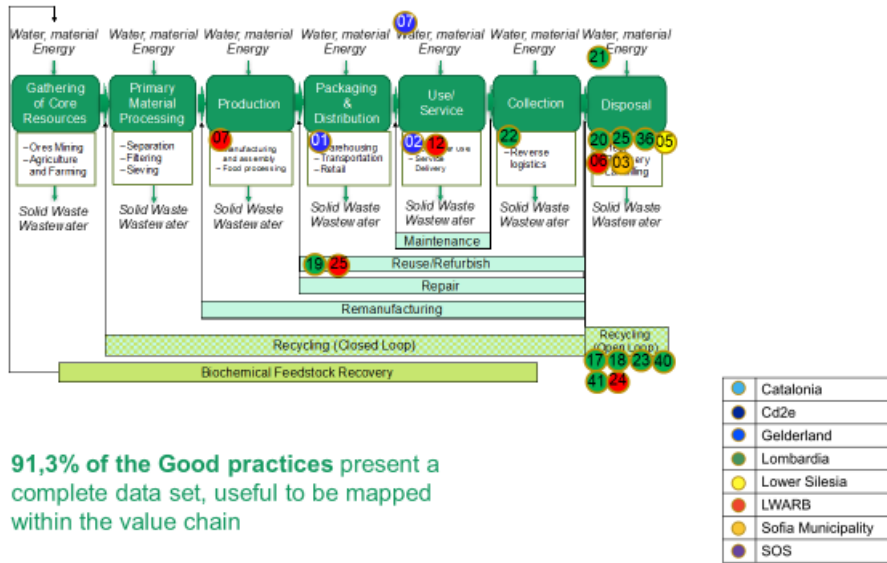 07
Water, material Energy
Water, material Energy
Water, material Energy
Water, material Energy
Water, material Energy
Water, material Energy
Water, material Energy
21
Gathering of Core Resources
Primary Material Processing
Production
Packaging & Distribution
Use/ Service
Collection
Disposal
–Ores Mining
–Agriculture and Farming
–Separation
–Filtering
–Sieving
07
and assembly
– Food processing
01
–Transportation
–Retail
02
12
use
– Service Delivery
22
–Reverse logistics
20
25
36
05
06
03
Solid Waste Wastewater
Solid Waste Wastewater
Solid Waste Wastewater
Solid Waste Wastewater
Solid Waste Wastewater
Solid Waste Wastewater
Solid Waste Wastewater
Maintenance
19
25
Reuse/Refurbish
Repair
Remanufacturing
Recycling (Closed Loop)
Recycling (Open Loop)
17
18
23
40
41
24
Biochemical Feedstock Recovery
91,3% of the Good practices present a
complete data set, useful to be mapped
within the value chain
Catalonia
Cd2e
Gelderland
Lombardia
Lower Silesia
LWARB
Sofia Municipality
SOS